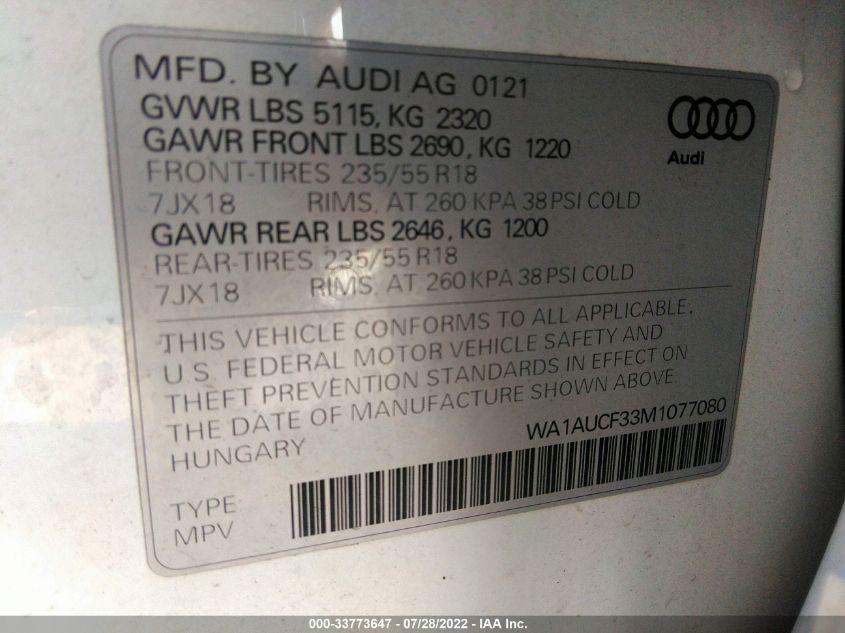 MFD. BY AUDI AG 0121
GVWR LBS 5115, KG 2320
GAWR FRONT LBS 2690, KG 1220
FRONT-TIRES 235/55 R18
7JX18 RIMS, AT 260 KPA 38 PSI COLD
GAWR REAR LBS 2646, KG 1200
REAR-TIRES 235/55 R18
7JX18 RIMS, AT 260 KPA 38 PSI COLD
Audi
THIS VEHICLE CONFORMS TO ALL APPLICABLE.
U.S. FEDERAL MOTOR VEHICLE SAFETY AND
THEFT PREVENTION STANDARDS IN EFFECT ON
THE DATE OF MANUFACTURE SHOWN ABOVE
HUNGARY
WA1AUCF33M1077080
TYPE
MPV
000-33773647 - 07/28/2022 - IAA Inc.